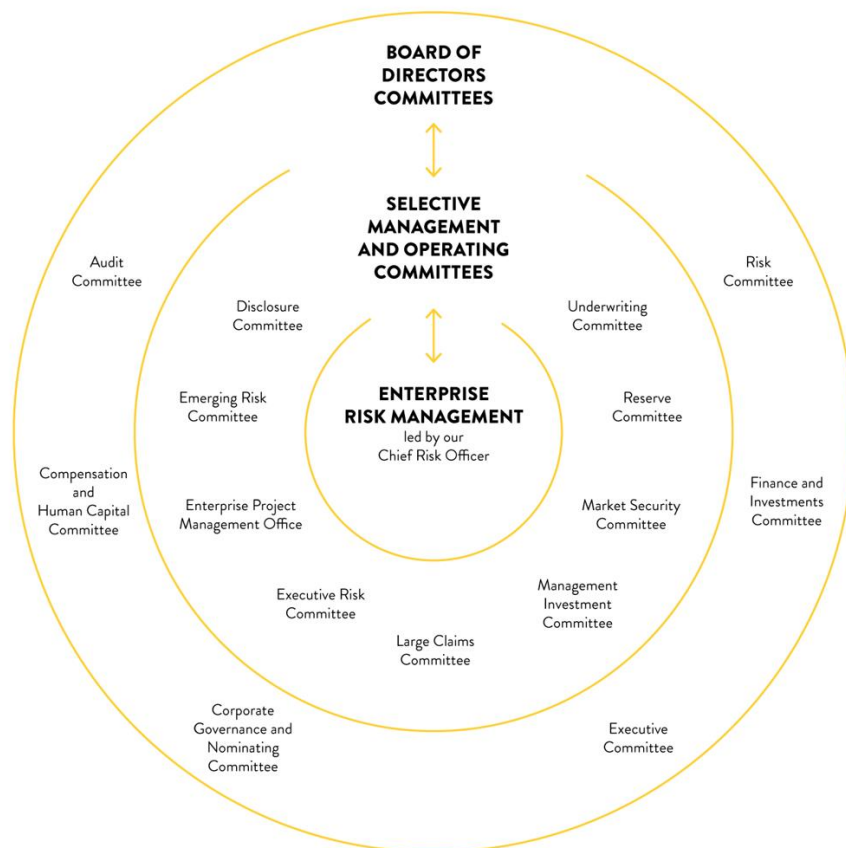 BOARD OF
DIRECTORS
COMMITTEES
SELECTIVE
MANAGEMENT
AND OPERATING
COMMITTEES
Audit
Committee
Risk
Committee
Disclosure
Committee
Underwriting
Committee
ENTERPRISE
RISK MANAGEMENT
led by our
Chief Risk Officer
Emerging Risk
Committee
Reserve
Committee
Compensation
and
Human Capital
Committee
Enterprise Project
Management Office
Market Security
Committee
Finance and
Investments
Committee
Executive Risk
Committee
Large Claims
Committee
Management
Investment
Committee
Corporate
Governance and
Nominating
Committee
Executive
Committee